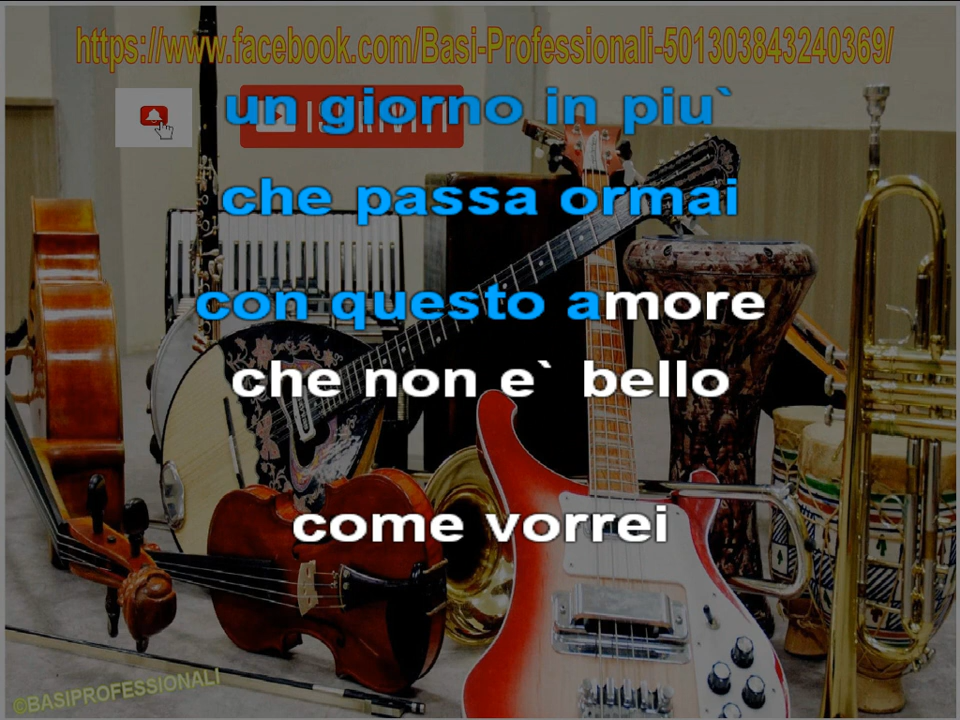 https://www.facebook.com/Basi-Professionali-501303843240369/
un giorno in piu`
ISCRIVITI
che passa ormai
con questo amore
che non e` bello
come vorrei
©BASIPROFESSIONALI